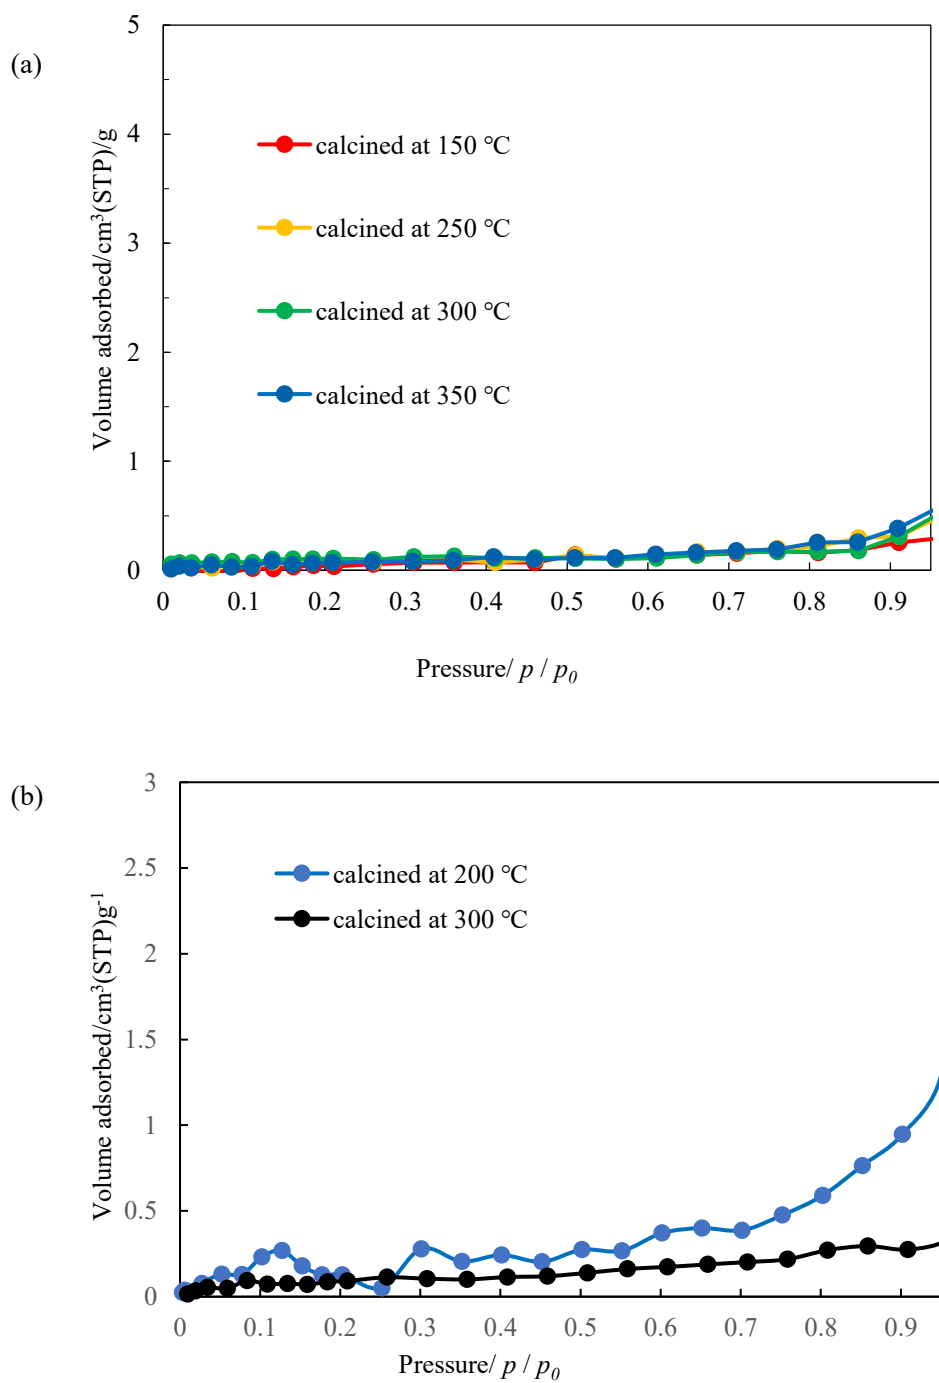 (a)
Volume adsorbed/cm³(STP)/g
5
4
3
2
1
0
calcined at 150 ℃
calcined at 250 ℃
calcined at 300 ℃
calcined at 350 ℃
0 0.1 0.2 0.3 0.4 0.5 0.6 0.7 0.8 0.9
Pressure/ p / p₀
(b)
Volume adsorbed/cm³(STP)g⁻¹
3
2.5
2
1.5
1
0.5
0
calcined at 200 ℃
calcined at 300 ℃
0 0.1 0.2 0.3 0.4 0.5 0.6 0.7 0.8 0.9
Pressure/ p / p₀